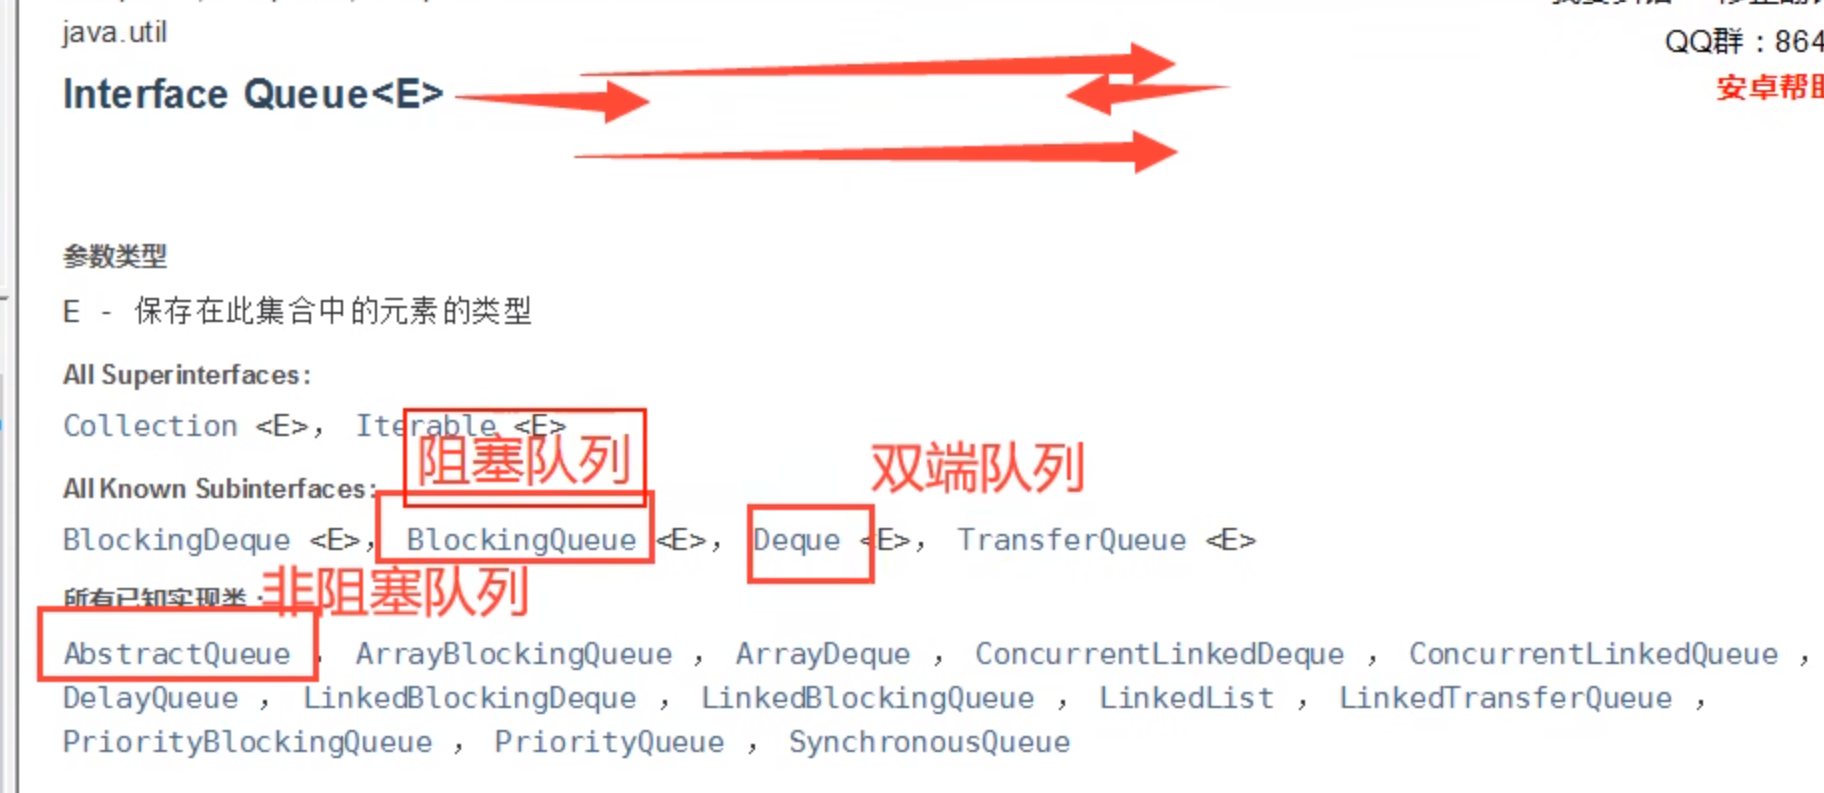 java.util
QQ群：864
Interface Queue<E>
安卓帮助
参数类型
E - 保存在此集合中的元素的类型
All Superinterfaces:
Collection <E>， Iterable <E>
阻塞队列
双端队列
All Known Subinterfaces:
BlockingDeque <E>， BlockingQueue <E>， Deque <E>， TransferQueue <E>
所有已知实现类：
非阻塞队列
AbstractQueue ， ArrayBlockingQueue ， ArrayDeque ， ConcurrentLinkedDeque ， ConcurrentLinkedQueue ，
DelayQueue ， LinkedBlockingDeque ， LinkedBlockingQueue ， LinkedList ， LinkedTransferQueue ，
PriorityBlockingQueue ， PriorityQueue ， SynchronousQueue